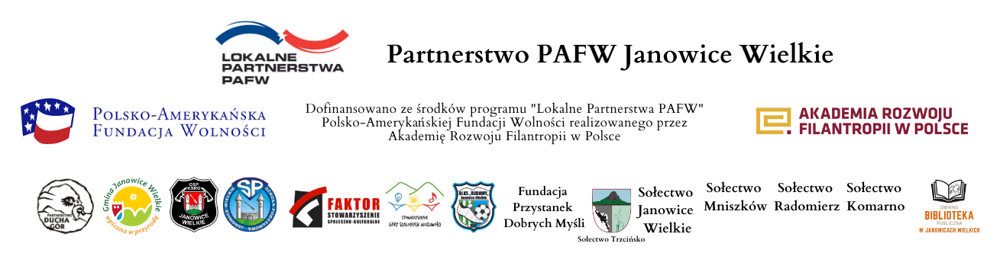 LOKALNE
PARTNERSTWA
PAFW
Partnerstwo PAFW Janowice Wielkie
POLSKO-AMERYKAŃSKA
FUNDACJA WOLNOŚCI
Dofinansowano ze środków programu "Lokalne Partnerstwa PAFW"
Polsko-Amerykańskiej Fundacji Wolności realizowanego przez
Akademię Rozwoju Filantropii w Polsce
AKADEMIA ROZWOJU
FILANTROPII W POLSCE
PARTNERSTWO
DUCHA
GÓR
Gmina Janowice Wielkie
wpisana w przyrodę
OSP
KSRG
JANOWICE
WIELKIE
SP
SZKOŁA PODSTAWOWA
JANOWICE WIELKIE
FAKTOR
STOWARZYSZENIE
SPOŁECZNO-KULTURALNE
STOWARZYSZENIE
GÓRY SZALONYCH MOŻLIWOŚCI
"RUDAWY"
Janowice Wielkie
Fundacja
Przystanek
Dobrych Myśli
Sołectwo Trzcińsko
Sołectwo
Janowice
Wielkie
Sołectwo
Mniszków
Sołectwo
Radomierz
Sołectwo
Komarno
GMINNA
BIBLIOTEKA
PUBLICZNA
W JANOWICACH WIELKICH